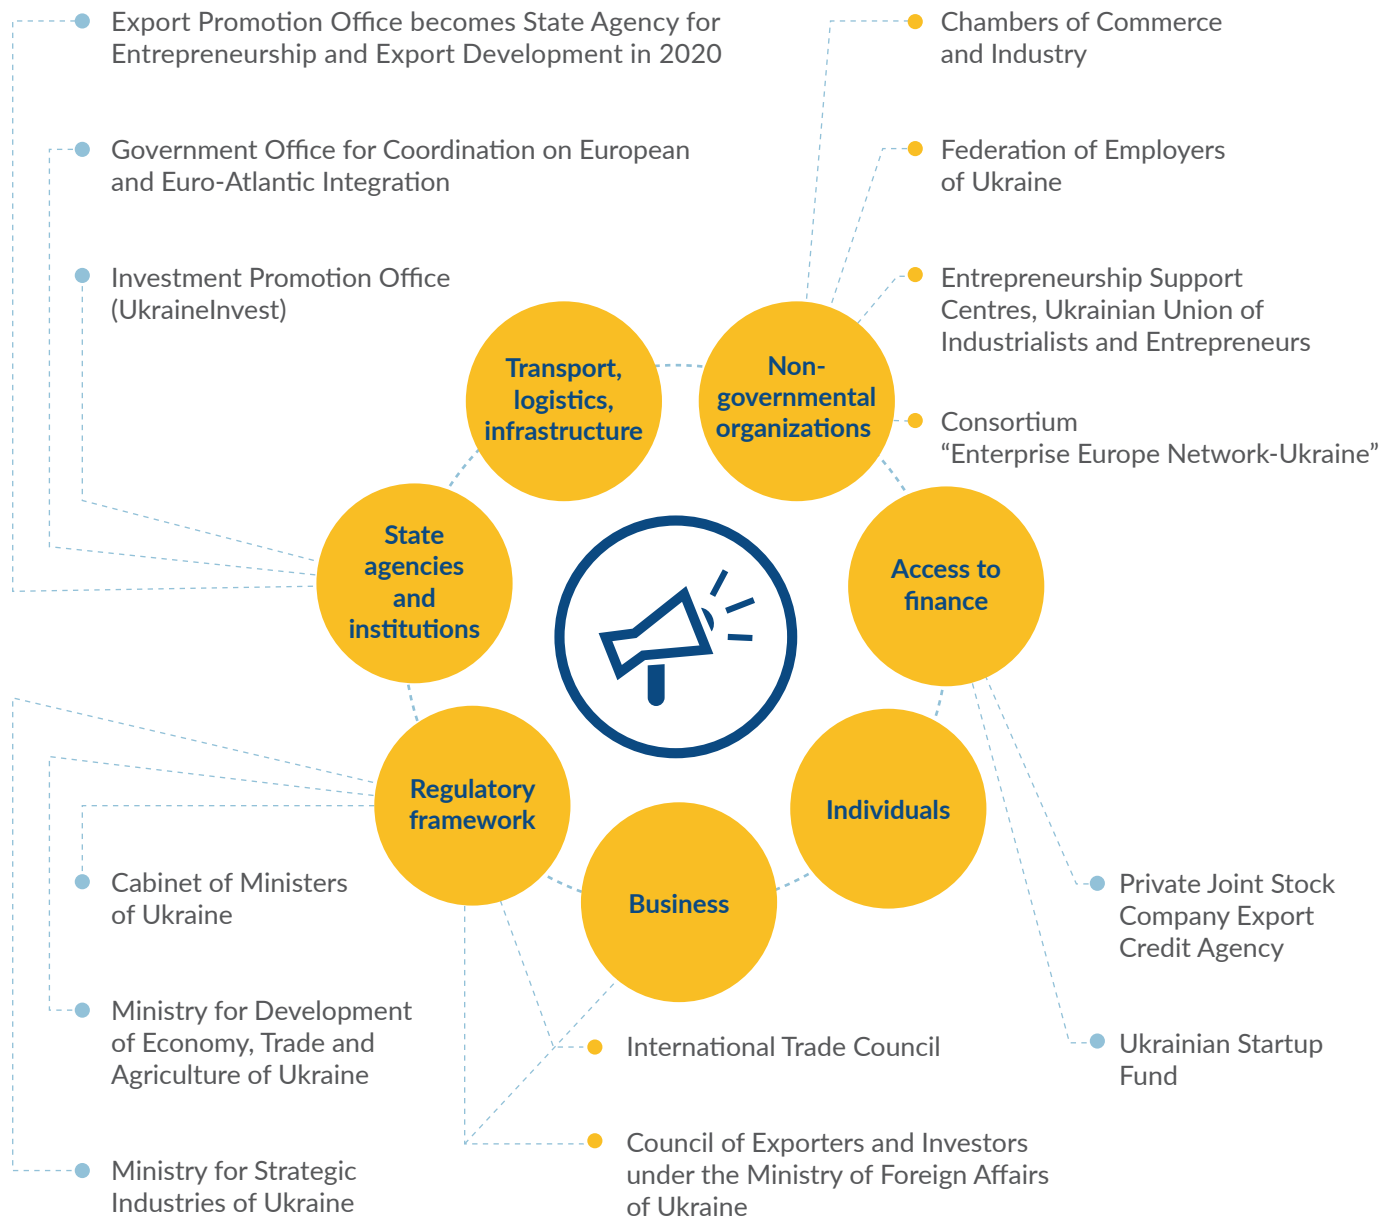 Export Promotion Office becomes State Agency for
Entrepreneurship and Export Development in 2020
Government Office for Coordination on European
and Euro-Atlantic Integration
Investment Promotion Office
(UkraineInvest)
Chambers of Commerce
and Industry
Federation of Employers
of Ukraine
Entrepreneurship Support
Centres, Ukrainian Union of
Industrialists and Entrepreneurs
Consortium
“Enterprise Europe Network-Ukraine”
Transport,
logistics,
infrastructure
Non-
governmental
organizations
State
agencies
and
institutions
Access to
finance
Regulatory
framework
Individuals
Business
Cabinet of Ministers
of Ukraine
Ministry for Development
of Economy, Trade and
Agriculture of Ukraine
Ministry for Strategic
Industries of Ukraine
International Trade Council
Council of Exporters and Investors
under the Ministry of Foreign Affairs
of Ukraine
Private Joint Stock
Company Export
Credit Agency
Ukrainian Startup
Fund